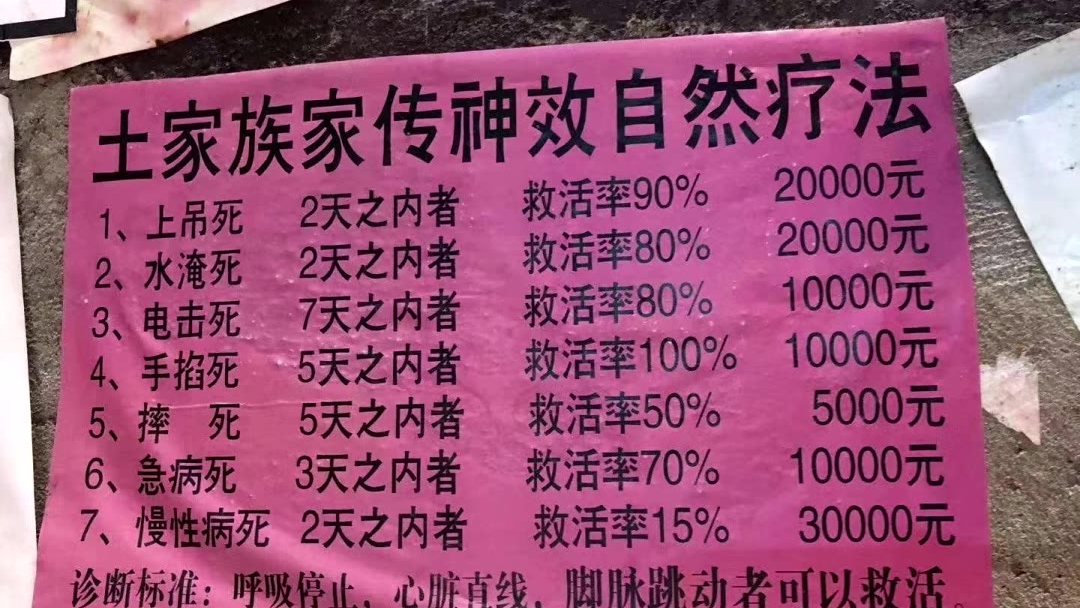 土家族家传神效自然疗法
1、上吊死 2天之内者 救活率90% 20000元
2、水淹死 2天之内者 救活率80% 20000元
3、电击死 7天之内者 救活率80% 10000元
4、手掐死 5天之内者 救活率100% 10000元
5、摔 死 5天之内者 救活率50% 5000元
6、急病死 3天之内者 救活率70% 10000元
7、慢性病死 2天之内者 救活率15% 30000元
诊断标准：呼吸停止，心脏直线，脚脉跳动者可以救活。